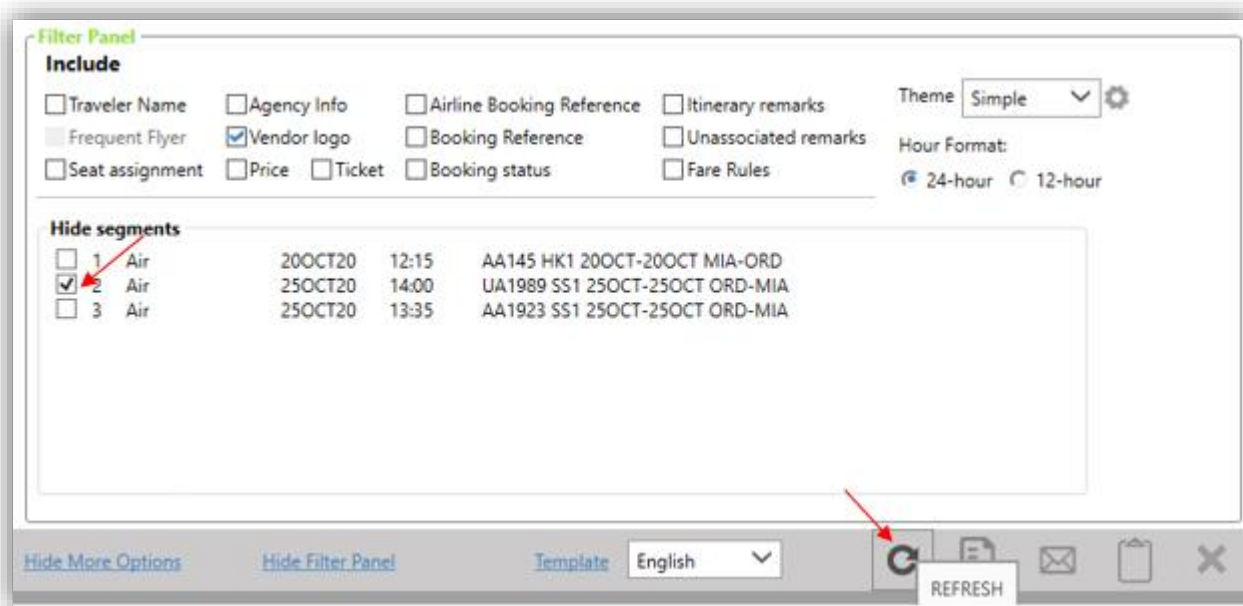 Filter Panel
Include
Traveler Name Agency Info Airline Booking Reference Itinerary remarks Theme Simple
Frequent Flyer Vendor logo Booking Reference Unassociated remarks Hour Format:
Seat assignment Price Ticket Booking status Fare Rules 24-hour 12-hour
Hide segments
1 Air 20OCT20 12:15 AA145 HK1 20OCT-20OCT MIA-ORD
2 Air 25OCT20 14:00 UA1989 SS1 25OCT-25OCT ORD-MIA
3 Air 25OCT20 13:35 AA1923 SS1 25OCT-25OCT ORD-MIA
Hide More Options Hide Filter Panel Template English
REFRESH